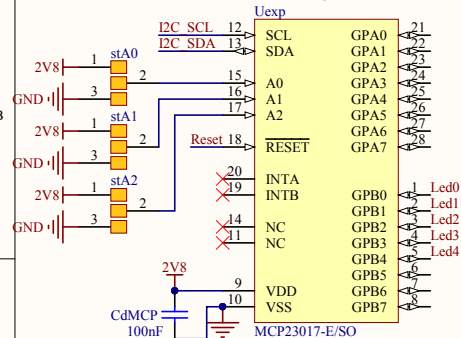 Uexp
I2C_SCL 12 SCL GPA0 21
I2C_SDA 13 SDA GPA1 22
GPA2 23
stA0
2V8 1
2 15 A0 GPA3 24
GND 3 16 A1 GPA4 25
stA1 17 A2 GPA5 26
2V8 1 GPA6 27
2 Reset 18 RESET GPA7 28
GND 3
stA2 20 INTA
2V8 1 19 INTB GPB0 1 Led0
2 GPB1 2 Led1
GND 3 14 NC GPB2 3 Led2
11 NC GPB3 4 Led3
GPB4 5 Led4
2V8 GPB5 6
9 VDD GPB6 7
10 VSS GPB7 8
CdMCP
100nF
MCP23017-E/SO